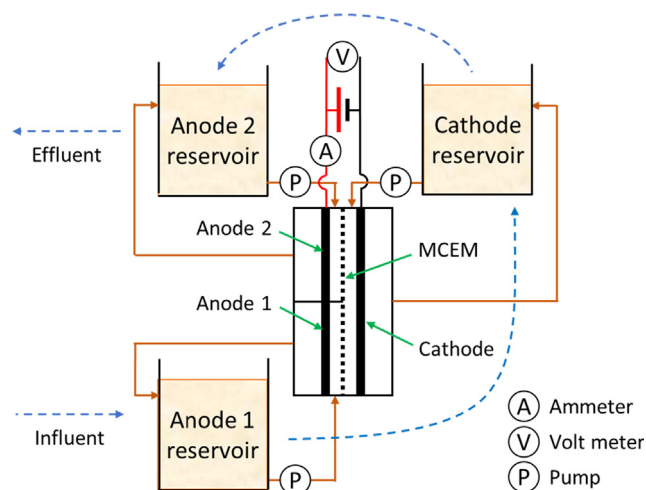 V
Anode 2
reservoir
Cathode
reservoir
Effluent
A
P
P
Anode 2
MCEM
Anode 1
Cathode
Influent
Anode 1
reservoir
P
A Ammeter
V Volt meter
P Pump